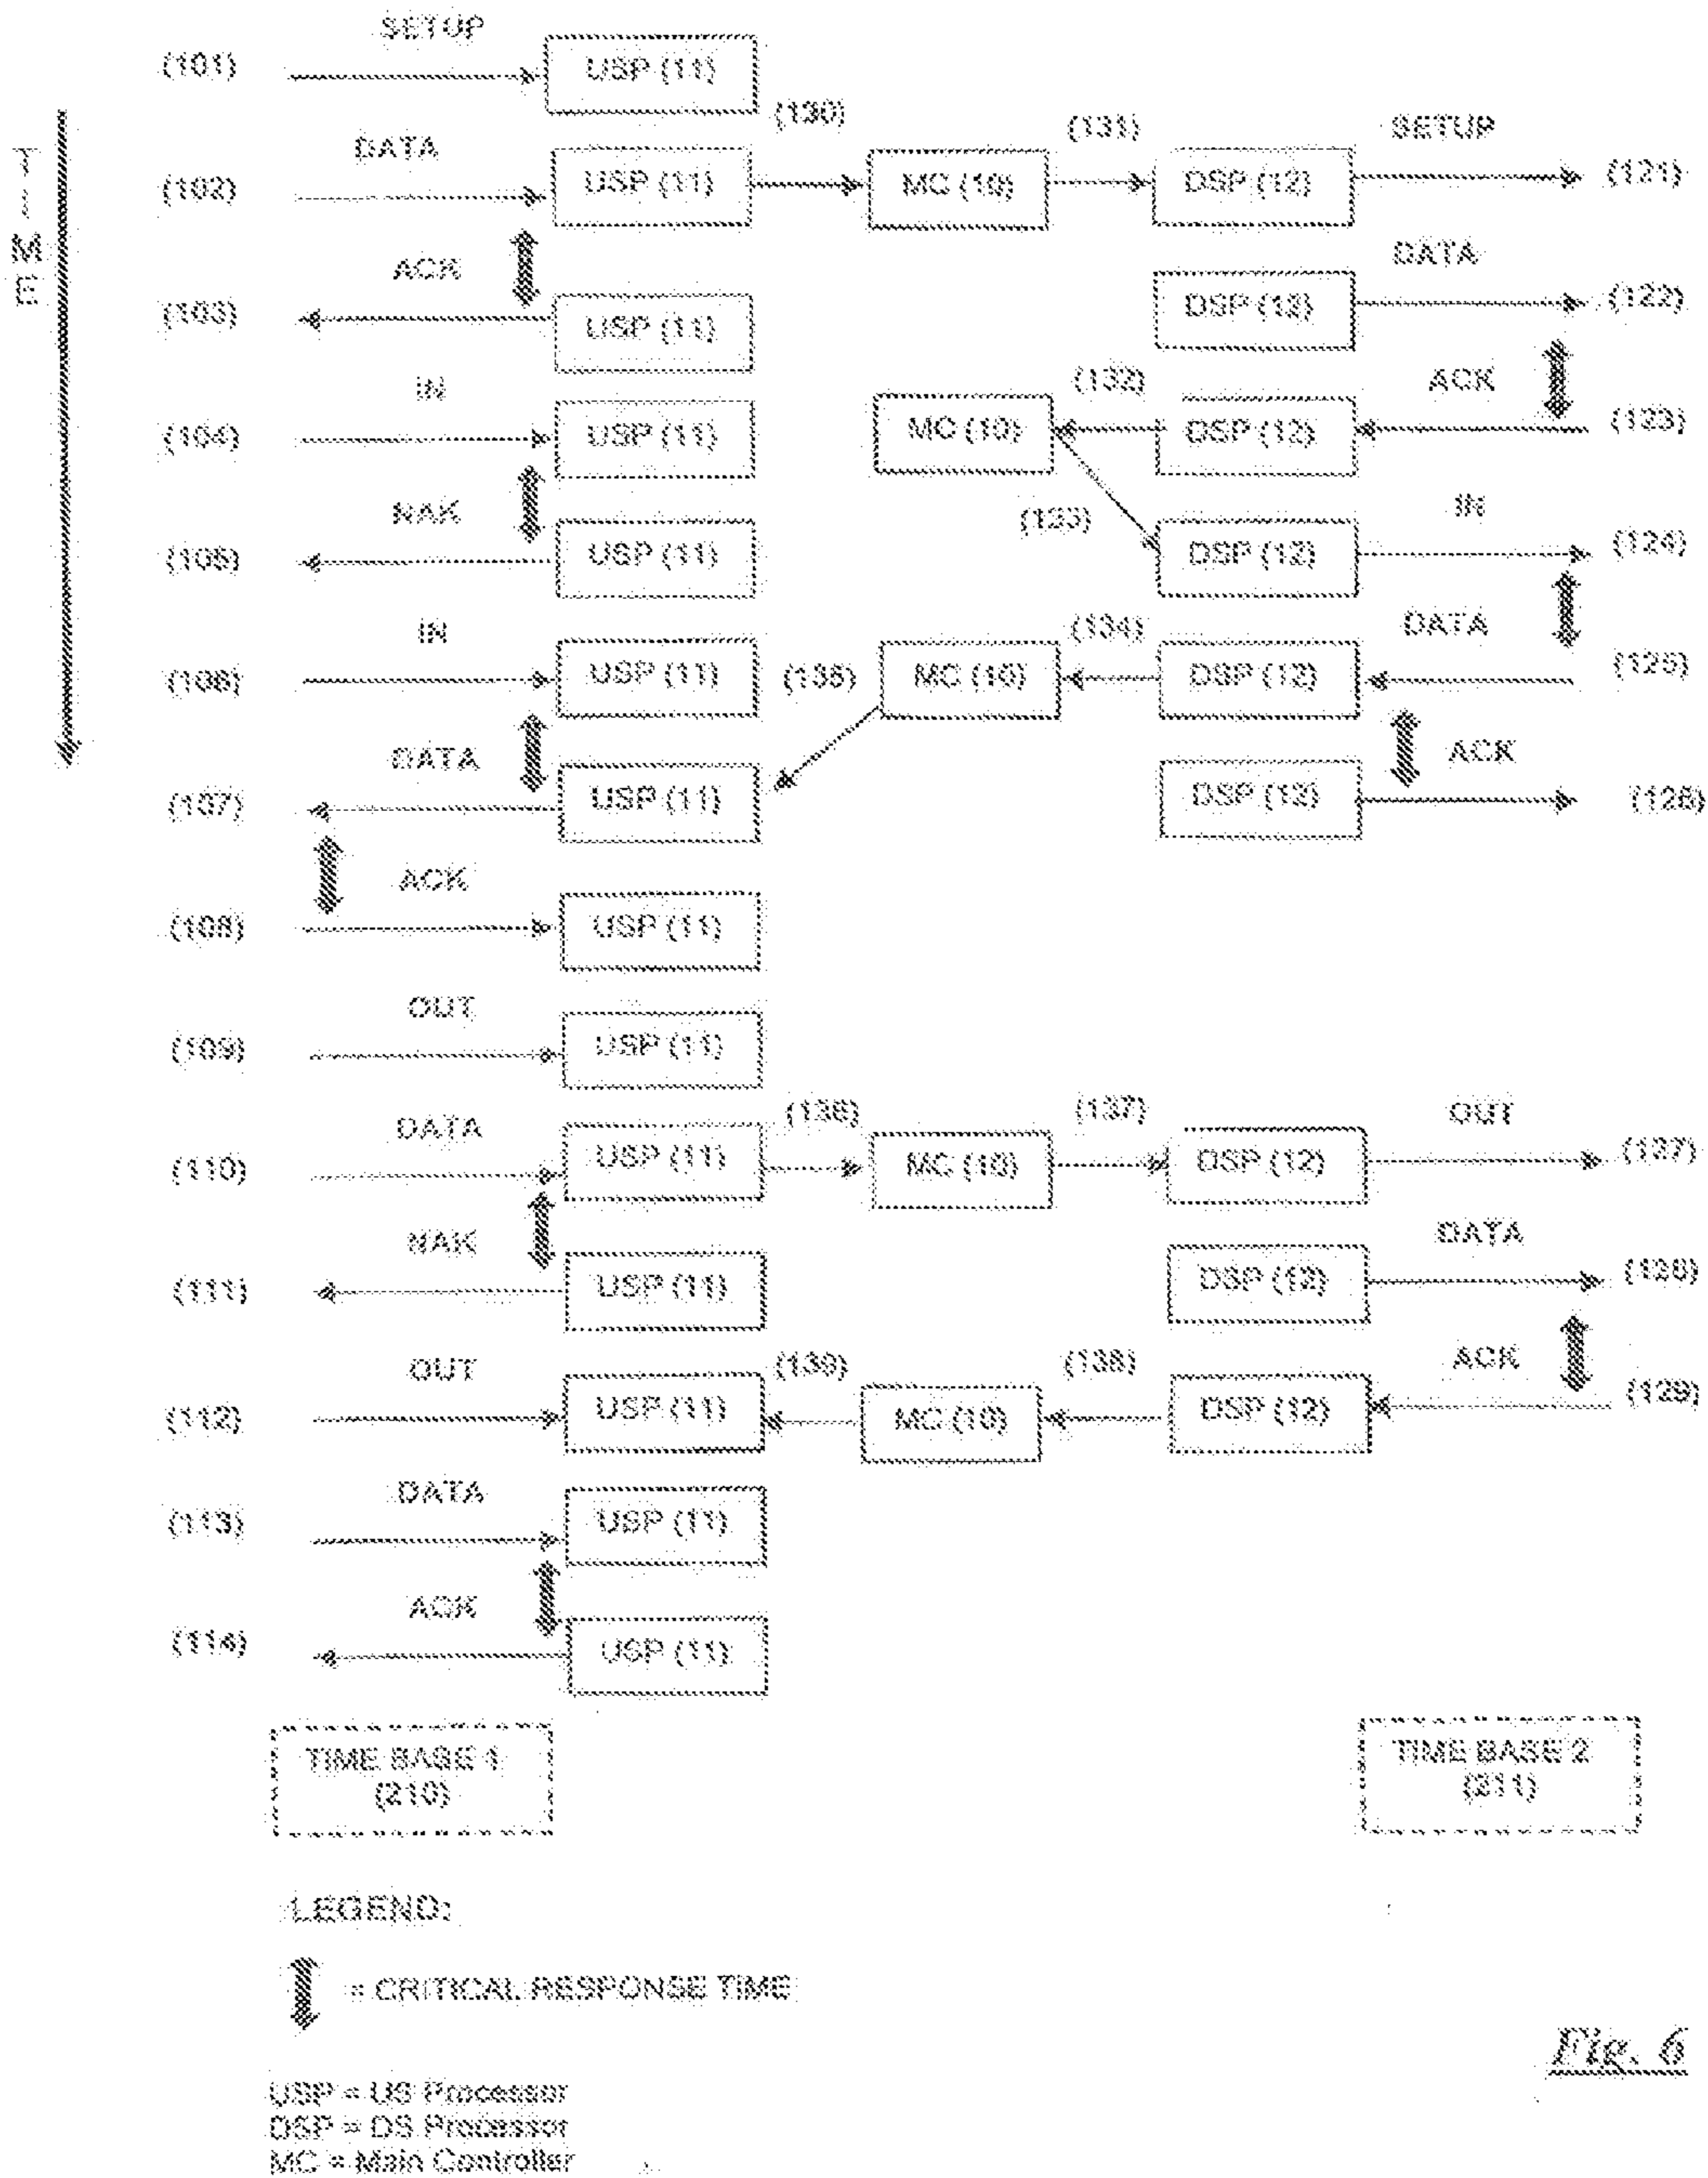 SETUP
(101) USP (11)
(130) (131) SETUP
DATA
(102) USP (11) MC (10) DSP (12) (121)
TIME
ACK DATA
(103) USP (11) DSP (12) (122)
IN (132) ACK
(104) USP (11) MC (10) DSP (12) (123)
NAK (123) IN
(105) USP (11) DSP (12) (124)
IN (134) DATA
(106) USP (11) (135) MC (10) DSP (12) (125)
DATA ACK
(107) USP (11) DSP (12) (126)
ACK
(108) USP (11)
OUT
(109) USP (11)
DATA (136) (137) OUT
(110) USP (11) MC (10) DSP (12) (127)
NAK DATA
(111) USP (11) DSP (12) (128)
OUT (139) (138) ACK
(112) USP (11) MC (10) DSP (12) (129)
DATA
(113) USP (11)
ACK
(114) USP (11)
TIME BASE 1
(210)
TIME BASE 2
(211)
LEGEND:
= CRITICAL RESPONSE TIME
Fig. 6
USP = US Processor
DSP = DS Processor
MC = Main Controller